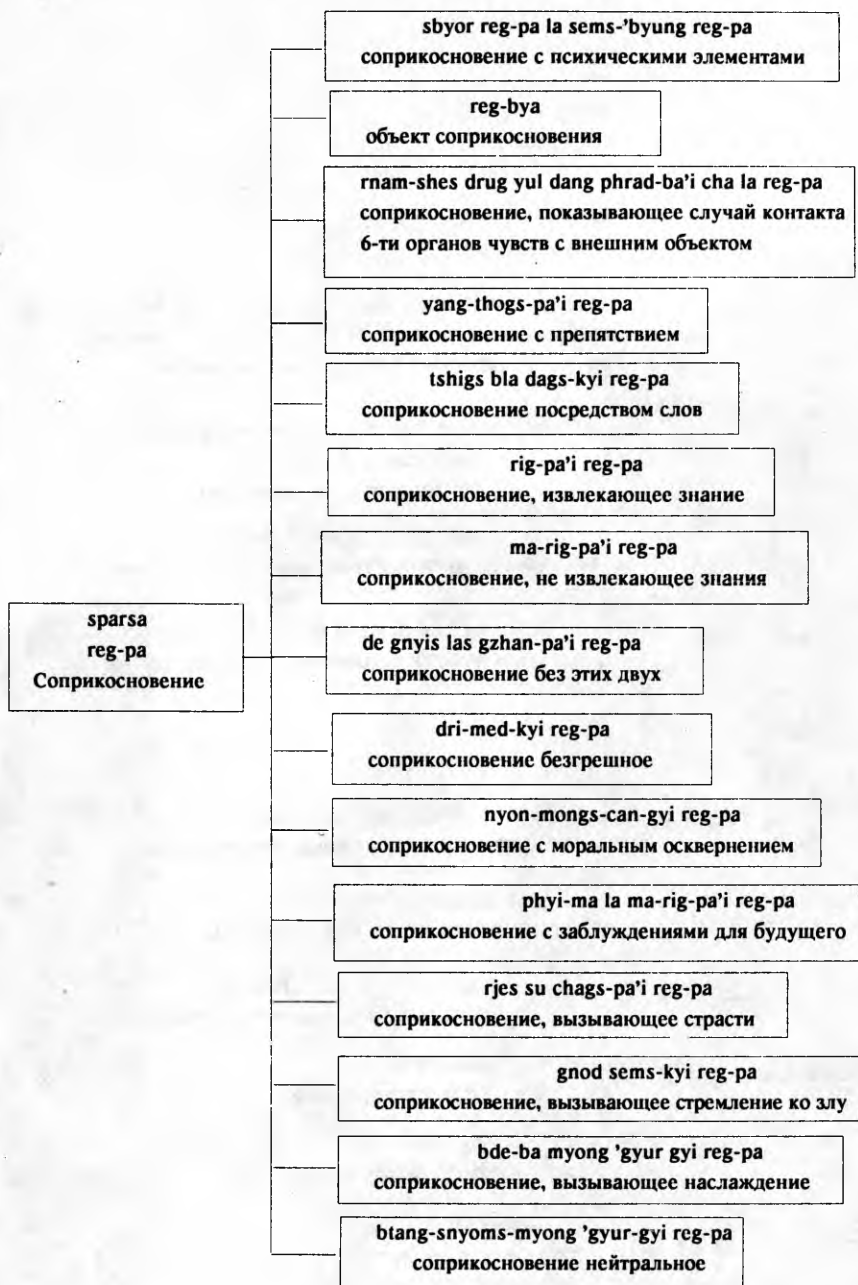 sbyor reg-pa la sems-'byung reg-pa
соприкосновение с психическими элементами
reg-bya
объект соприкосновения
rnam-shes drug yul dang phrad-ba'i cha la reg-pa
соприкосновение, показывающее случай контакта
6-ти органов чувств с внешним объектом
yang-thogs-pa'i reg-pa
соприкосновение с препятствием
tshigs bla dags-kyi reg-pa
соприкосновение посредством слов
rig-pa'i reg-pa
соприкосновение, извлекающее знание
ma-rig-pa'i reg-pa
соприкосновение, не извлекающее знания
sparsa
reg-pa
Соприкосновение
de gnyis las gzhan-pa'i reg-pa
соприкосновение без этих двух
dri-med-kyi reg-pa
соприкосновение безгрешное
nyon-mongs-can-gyi reg-pa
соприкосновение с моральным осквернением
phyi-ma la ma-rig-pa'i reg-pa
соприкосновение с заблуждениями для будущего
rjes su chags-pa'i reg-pa
соприкосновение, вызывающее страсти
gnod sems-kyi reg-pa
соприкосновение, вызывающее стремление ко злу
bde-ba myong 'gyur gyi reg-pa
соприкосновение, вызывающее наслаждение
btang-snyoms-myong 'gyur-gyi reg-pa
соприкосновение нейтральное